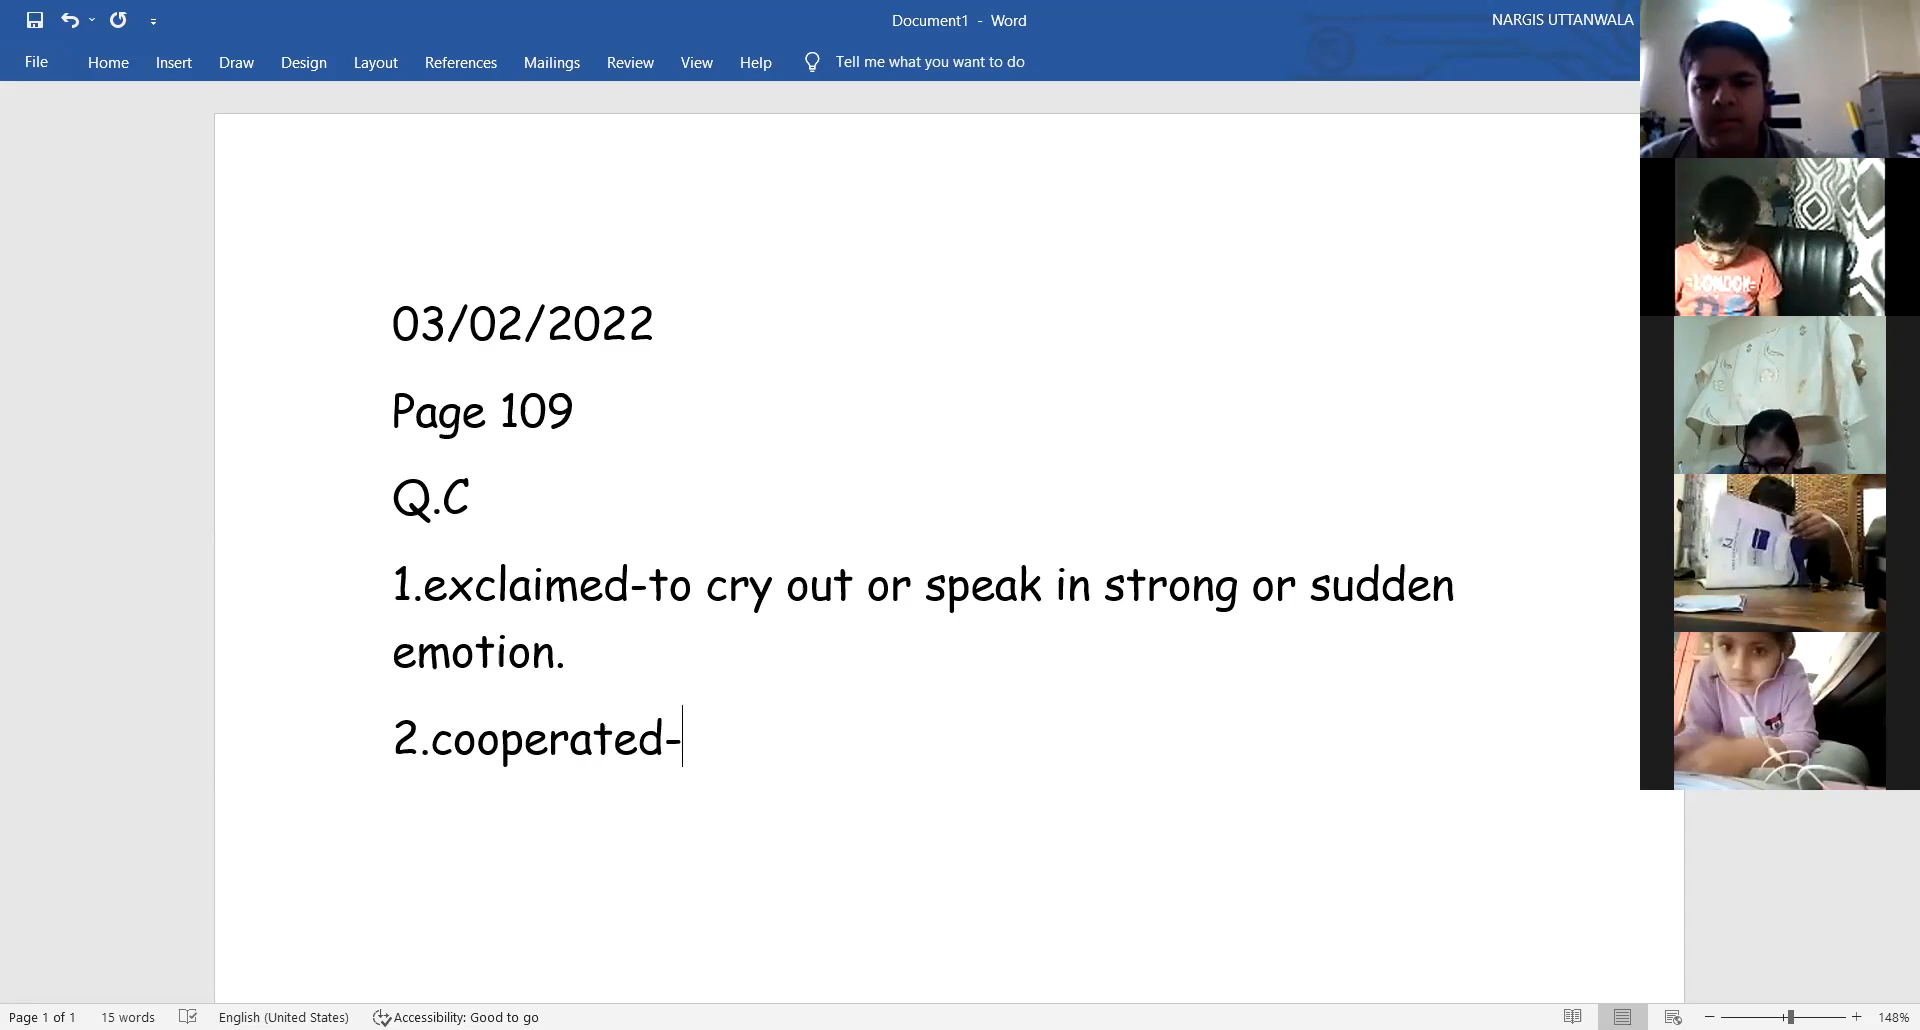 Document1 - Word
NARGIS UTTANWALA
File Home Insert Draw Design Layout References Mailings Review View Help Tell me what you want to do
03/02/2022
Page 109
Q.C
1.exclaimed-to cry out or speak in strong or sudden
emotion.
2.cooperated-
LONDON
Page 1 of 1 15 words English (United States) Accessibility: Good to go 148%